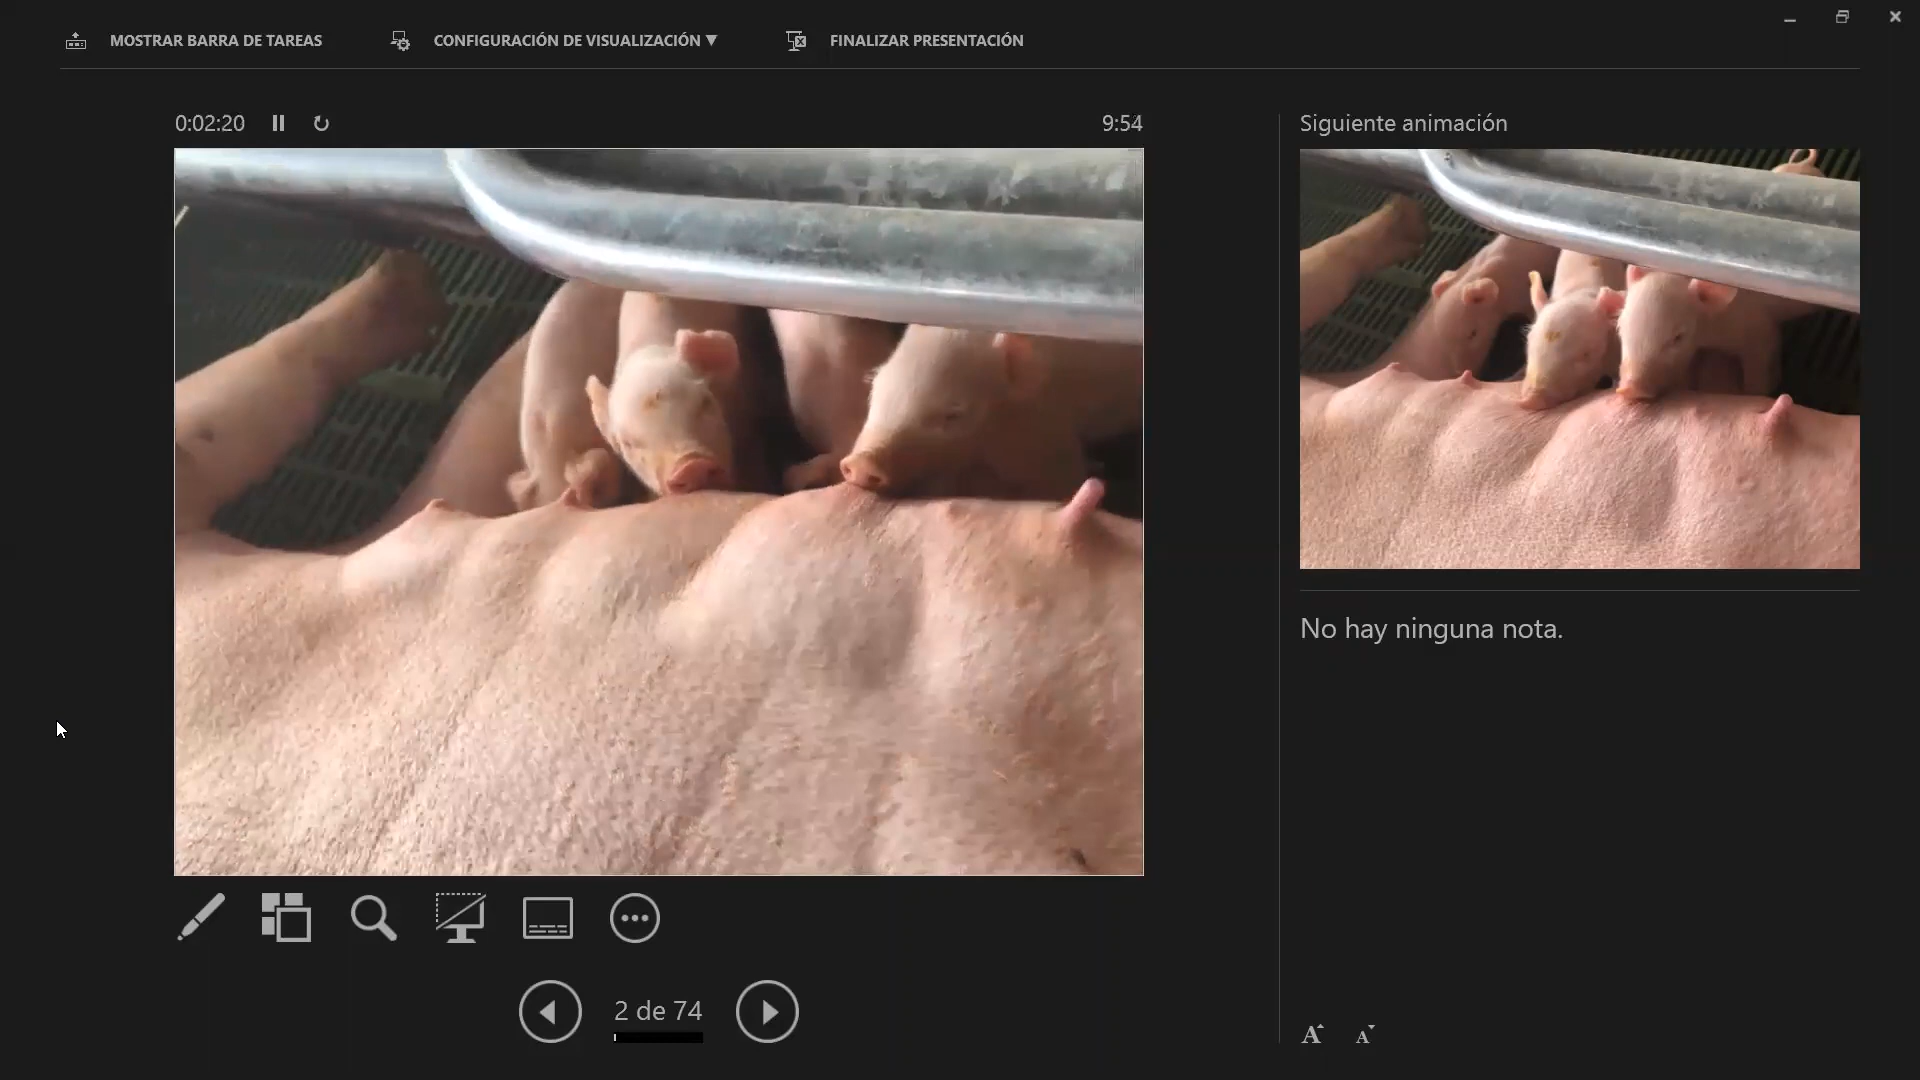 MOSTRAR BARRA DE TAREAS
CONFIGURACIÓN DE VISUALIZACIÓN ▼
FINALIZAR PRESENTACIÓN
0:02:20
9:54
Siguiente animación
No hay ninguna nota.
2 de 74
A
A